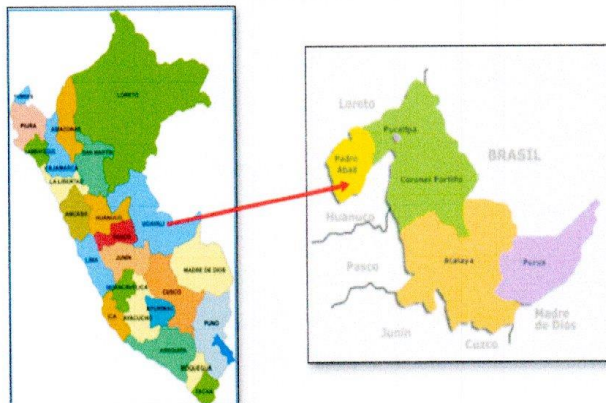 TUMBES
PIURA
LORETO
AMAZONAS
LAMBAYEQUE
CAJAMARCA
SAN MARTIN
LA LIBERTAD
ANCASH
HUANUCO
PASCO
UCAYALI
LIMA
JUNIN
MADRE DE DIOS
HUANCAVELICA
CUSCO
ICA
AYACUCHO
APURIMAC
PUNO
AREQUIPA
MOQUEGUA
TACNA
Loreto
Pucallpa
Padre
Abad
BRASIL
Coronel Portillo
Huanuco
Atalaya
Purus
Pasco
Madre
de Dios
Junin
Cuzco